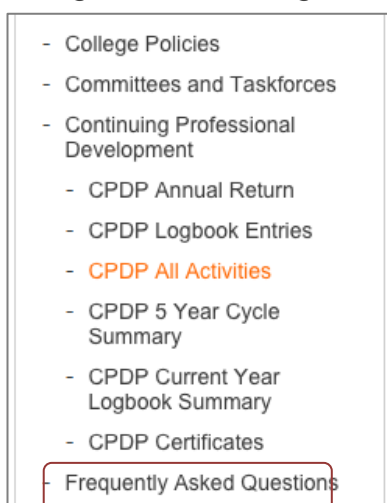 - College Policies
- Committees and Taskforces
- Continuing Professional
Development
- CPDP Annual Return
- CPDP Logbook Entries
- CPDP All Activities
- CPDP 5 Year Cycle
Summary
- CPDP Current Year
Logbook Summary
- CPDP Certificates
- Frequently Asked Questions